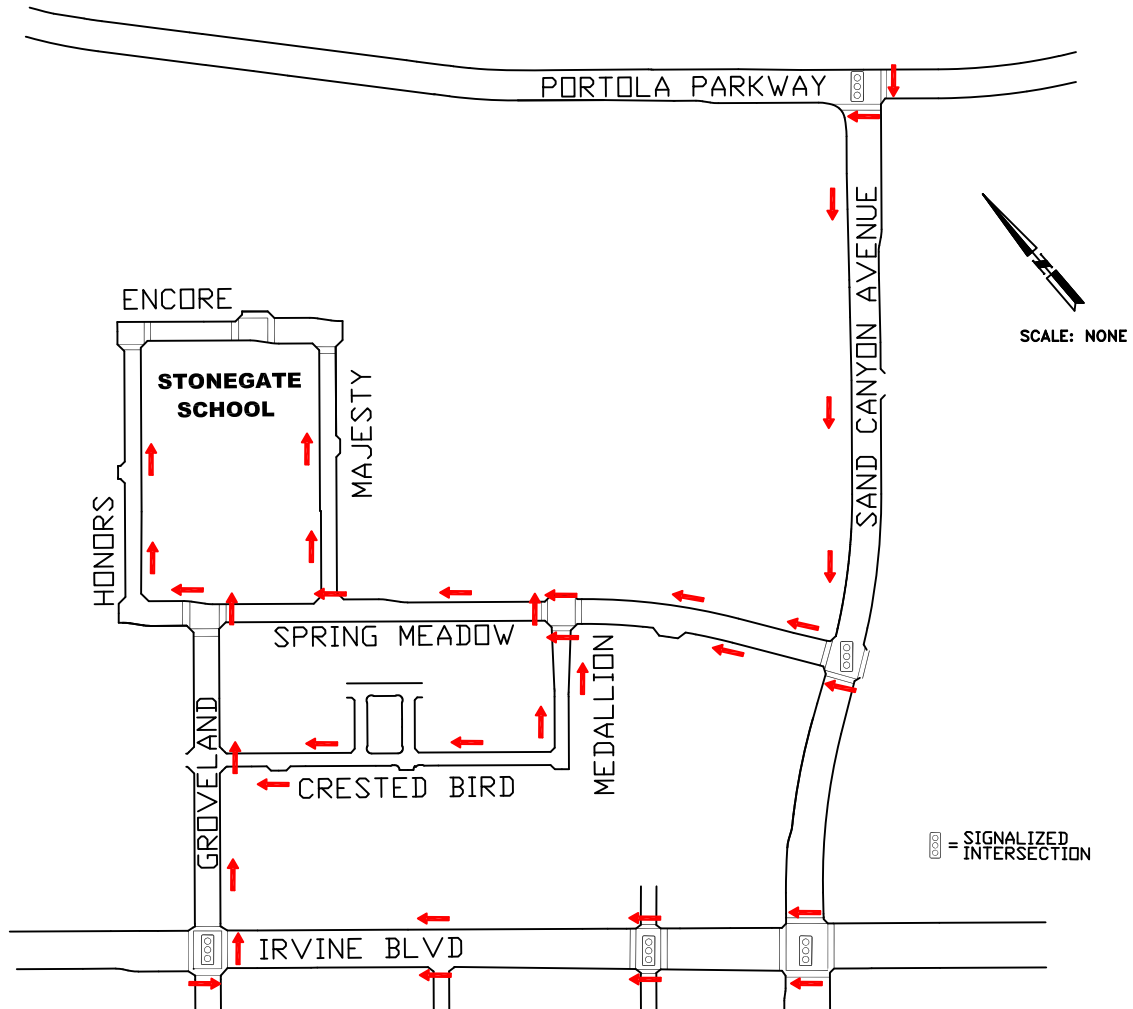 PORTOLA PARKWAY
SAND CANYON AVENUE
N
SCALE: NONE
ENCORE
STONEGATE
SCHOOL
MAJESTY
HONORS
SPRING MEADOW
MEDALLION
GROVELAND
CRESTED BIRD
= SIGNALIZED
INTERSECTION
IRVINE BLVD